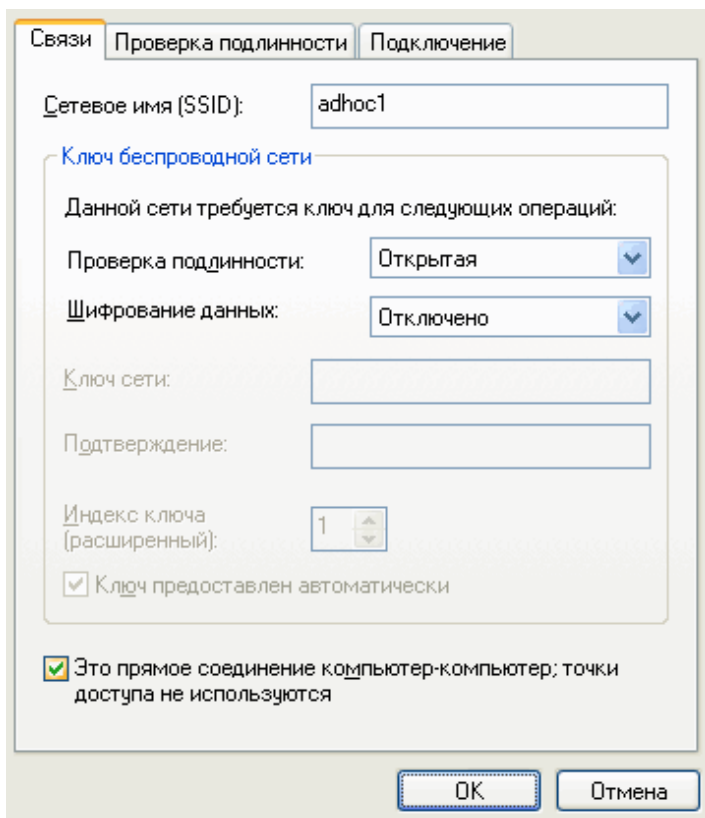 Связи Проверка подлинности Подключение
Сетевое имя (SSID): adhoc1
Ключ беспроводной сети
Данной сети требуется ключ для следующих операций:
Проверка подлинности: Открытая
Шифрование данных: Отключено
Ключ сети:
Подтверждение:
Индекс ключа
(расширенный): 1
Ключ предоставлен автоматически
Это прямое соединение компьютер-компьютер; точки
доступа не используются
OK Отмена